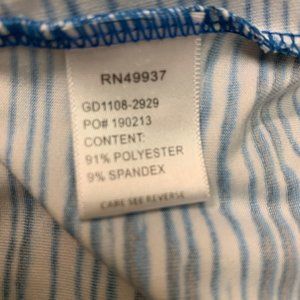 RN49937
GD1108-2929
PO# 190213
CONTENT:
91% POLYESTER
9% SPANDEX
CARE SEE REVERSE